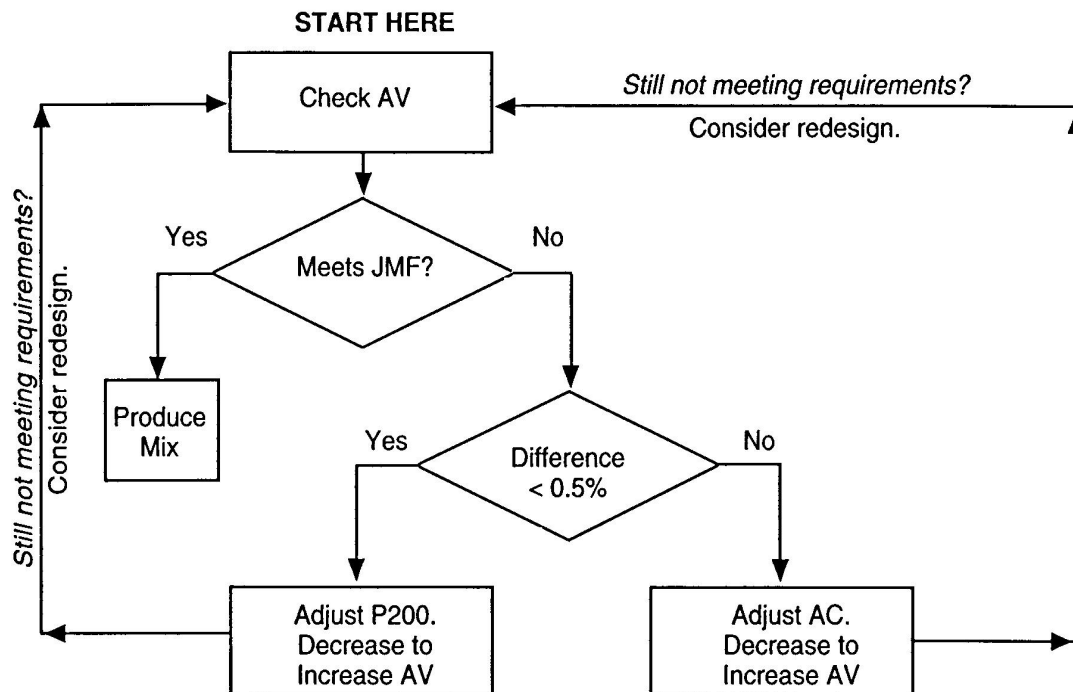 START HERE
Check AV
Still not meeting requirements?
Consider redesign.
Yes
No
Meets JMF?
Still not meeting requirements?
Consider redesign.
Produce
Mix
Yes
No
Difference
< 0.5%
Adjust P200.
Decrease to
Increase AV
Adjust AC.
Decrease to
Increase AV